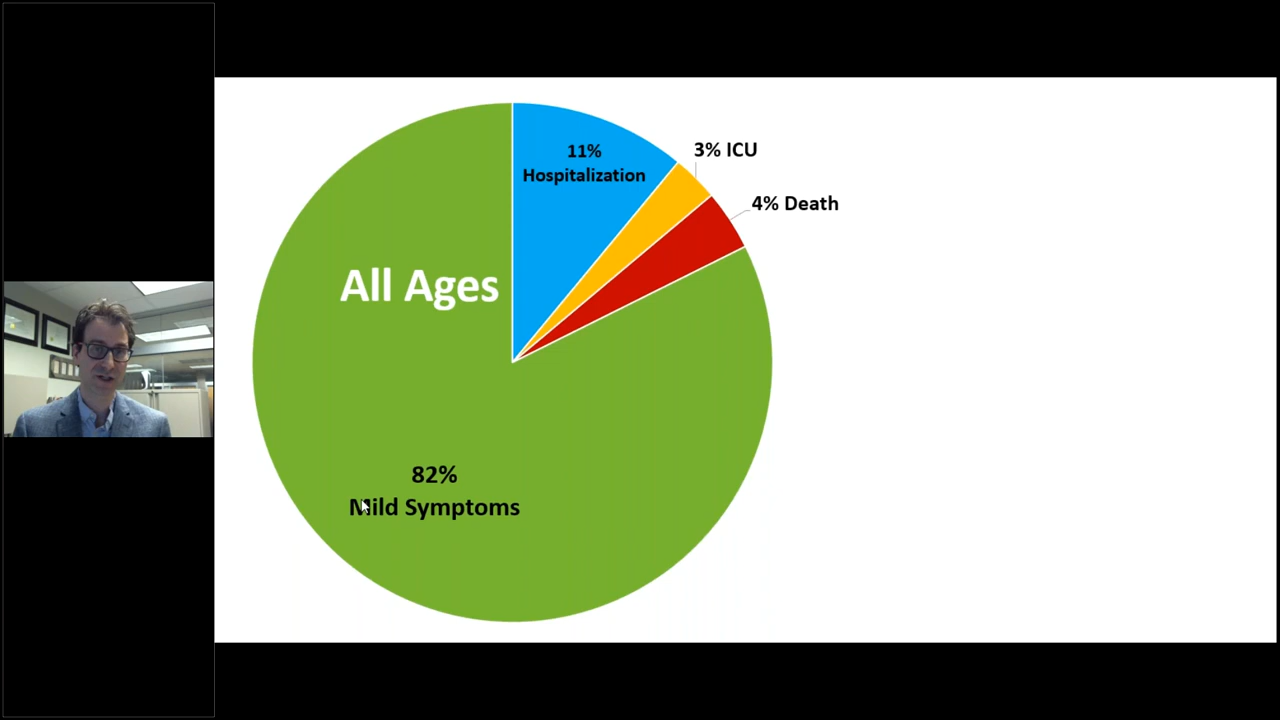 11%
Hospitalization
3% ICU
4% Death
All Ages
82%
Mild Symptoms